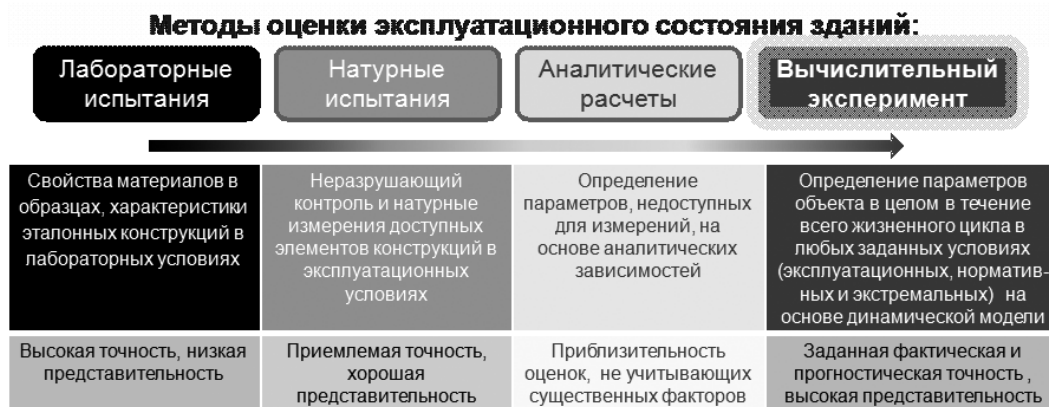 Методы оценки эксплуатационного состояния зданий:
Лабораторные
испытания
Натурные
испытания
Аналитические
расчеты
Вычислительный
эксперимент
Свойства материалов в
образцах, характеристики
эталонных конструкций в
лабораторных условиях
Неразрушающий
контроль и натурные
измерения доступных
элементов конструкций в
эксплуатационных
условиях
Определение
параметров, недоступных
для измерений, на
основе аналитических
зависимостей
Определение параметров
объекта в целом в течение
всего жизненного цикла в
любых заданных условиях
(эксплуатационных, норматив-
ных и экстремальных) на
основе динамической модели
Высокая точность, низкая
представительность
Приемлемая точность,
хорошая
представительность
Приблизительность
оценок, не учитывающих
существенных факторов
Заданная фактическая и
прогностическая точность ,
высокая представительность